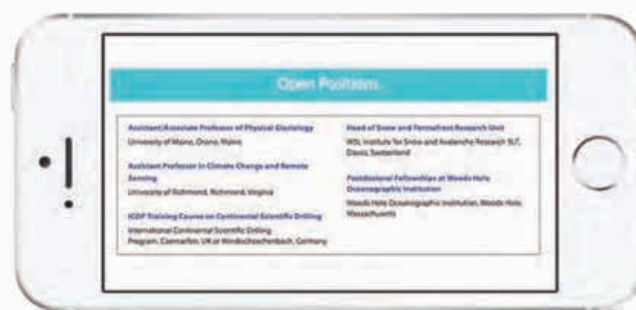 Open Positions
Assistant/Associate Professor of Physical Glaciology
University of Maine, Orono, Maine
Assistant Professor in Climate Change and Remote
Sensing
University of Richmond, Richmond, Virginia
ICDP Training Course on Continental Scientific Drilling
International Continental Scientific Drilling
Program, UK or Windischeschenbach, Germany
Head of Snow and Permafrost Research Unit
WSL Institute for Snow and Avalanche Research SLF,
Davos, Switzerland
Postdoctoral Fellowships at Woods Hole
Oceanographic Institution
Woods Hole Oceanographic Institution, Woods Hole,
Massachusetts